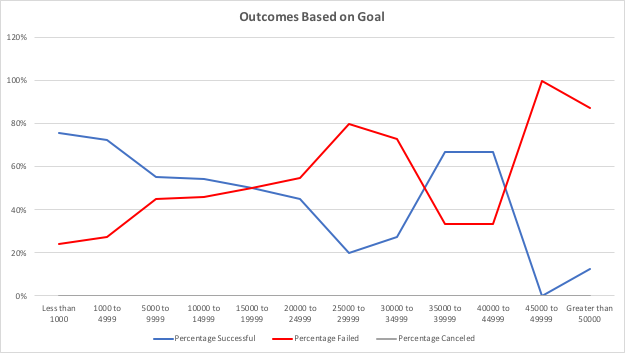 Outcomes Based on Goal
120%
100%
80%
60%
40%
20%
0%
Less than 1000 to 5000 to 10000 to 15000 to 20000 to 25000 to 30000 to 35000 to 40000 to 45000 to Greater than
1000 4999 9999 14999 19999 24999 29999 34999 39999 44999 49999 50000
Percentage Successful Percentage Failed Percentage Canceled